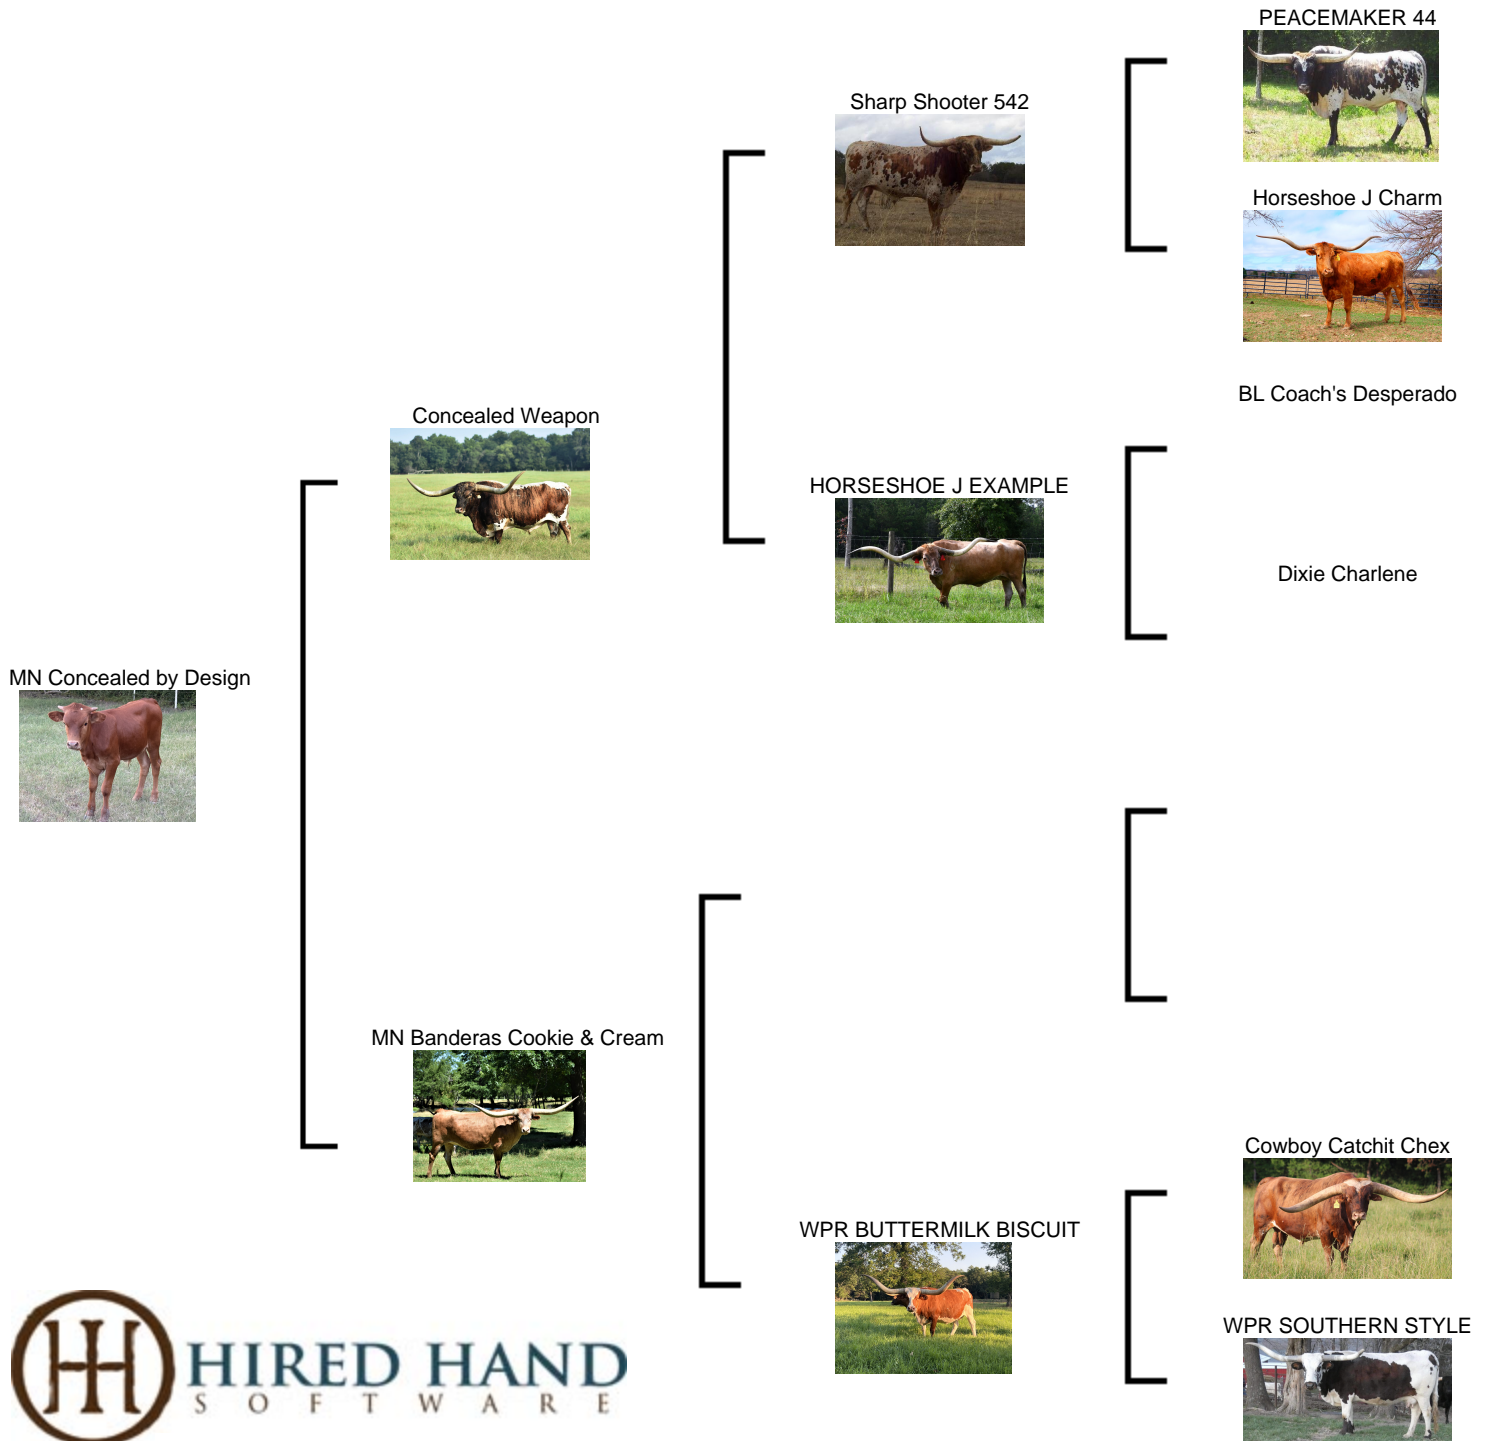 PEACEMAKER 44
Sharp Shooter 542
Horseshoe J Charm
BL Coach's Desperado
Concealed Weapon
HORSESHOE J EXAMPLE
Dixie Charlene
MN Concealed by Design
MN Banderas Cookie & Cream
Cowboy Catchit Chex
WPR BUTTERMILK BISCUIT
WPR SOUTHERN STYLE
HIRED HAND
SOFTWARE